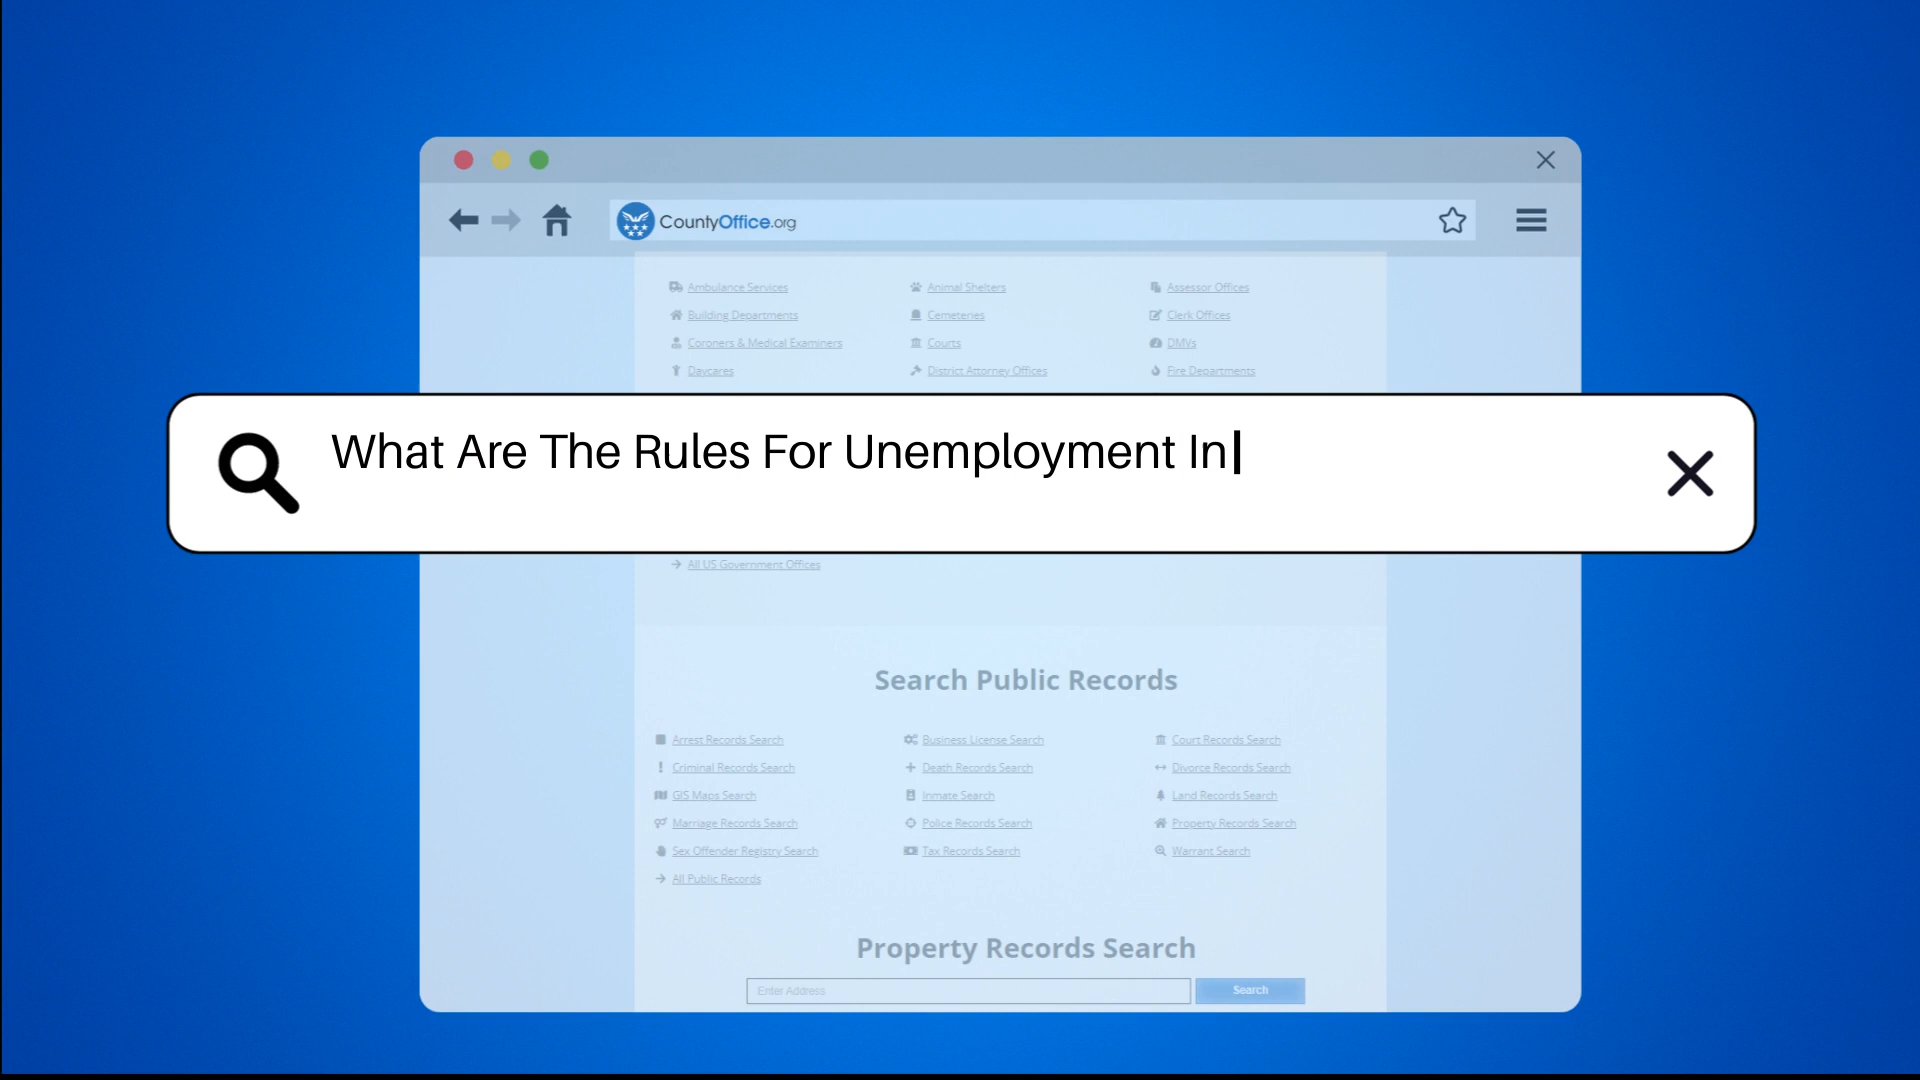 CountyOffice.org
Ambulance Services Animal Shelters Assessor Offices
Building Departments Cemeteries Clerk Offices
Coroners & Medical Examiners Courts DMVs
Daycares District Attorney Offices Fire Departments
What Are The Rules For Unemployment In
All US Government Offices
Search Public Records
Arrest Records Search Business License Search Court Records Search
Criminal Records Search Death Records Search Divorce Records Search
GIS Maps Search Inmate Search Land Records Search
Marriage Records Search Police Records Search Property Records Search
Sex Offender Registry Search Tax Records Search Warrant Search
All Public Records
Property Records Search
Enter Address Search